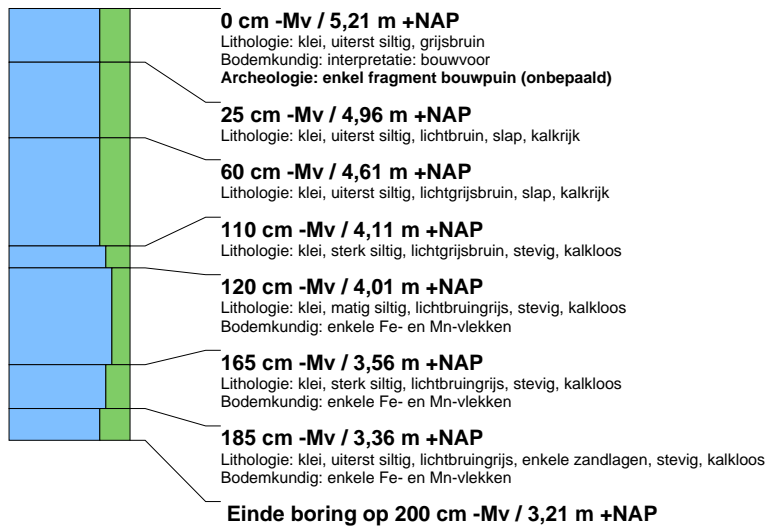 0 cm -Mv / 5,21 m +NAP
Lithologie: klei, uiterst siltig, grijsbruin
Bodemkundig: interpretatie: bouwvoor
Archeologie: enkel fragment bouwpuin (onbepaald)
25 cm -Mv / 4,96 m +NAP
Lithologie: klei, uiterst siltig, lichtbruin, slap, kalkrijk
60 cm -Mv / 4,61 m +NAP
Lithologie: klei, uiterst siltig, lichtgrijsbruin, slap, kalkrijk
110 cm -Mv / 4,11 m +NAP
Lithologie: klei, sterk siltig, lichtgrijsbruin, stevig, kalkloos
120 cm -Mv / 4,01 m +NAP
Lithologie: klei, matig siltig, lichtbruingrijs, stevig, kalkloos
Bodemkundig: enkele Fe- en Mn-vlekken
165 cm -Mv / 3,56 m +NAP
Lithologie: klei, sterk siltig, lichtbruingrijs, stevig, kalkloos
Bodemkundig: enkele Fe- en Mn-vlekken
185 cm -Mv / 3,36 m +NAP
Lithologie: klei, uiterst siltig, lichtbruingrijs, enkele zandlagen, stevig, kalkloos
Bodemkundig: enkele Fe- en Mn-vlekken
Einde boring op 200 cm -Mv / 3,21 m +NAP